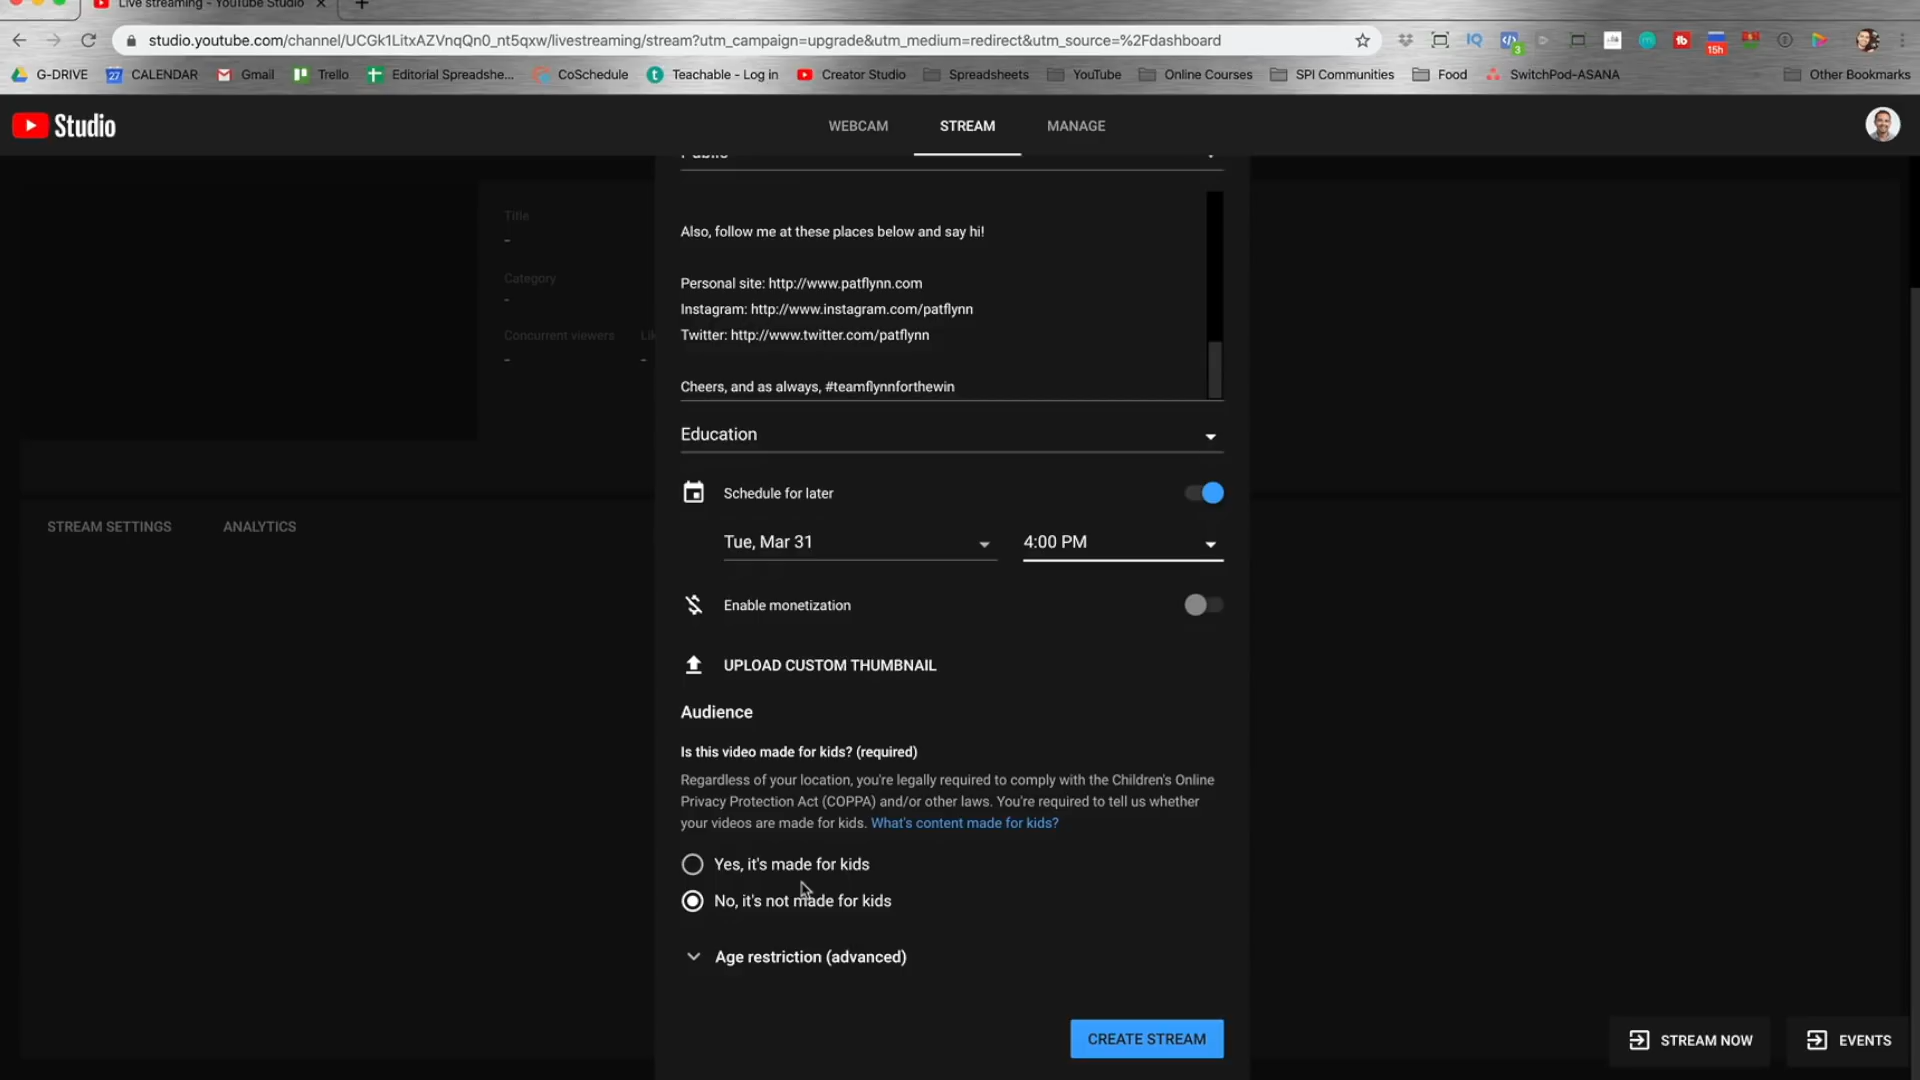 Live streaming - YouTube Studio
studio.youtube.com/channel/UCGk1LitxAZVnqQn0_nt5qxw/livestreaming/stream?utm_campaign=upgrade&utm_medium=redirect&utm_source=%2Fdashboard
IQ
3
tb
15h
G-DRIVE
27
CALENDAR
Gmail
Trello
Editorial Spreadshe...
CoSchedule
Teachable - Log in
Creator Studio
Spreadsheets
YouTube
Online Courses
SPI Communities
Food
SwitchPod-ASANA
Other Bookmarks
Studio
WEBCAM
STREAM
MANAGE
Public
Title
-
Category
-
Concurrent viewers
Lik
-
-
STREAM SETTINGS
ANALYTICS
Also, follow me at these places below and say hi!
Personal site: http://www.patflynn.com
Instagram: http://www.instagram.com/patflynn
Twitter: http://www.twitter.com/patflynn
Cheers, and as always, #teamflynnforthewin
Education
Schedule for later
Tue, Mar 31
4:00 PM
Enable monetization
UPLOAD CUSTOM THUMBNAIL
Audience
Is this video made for kids? (required)
Regardless of your location, you're legally required to comply with the Children's Online
Privacy Protection Act (COPPA) and/or other laws. You're required to tell us whether
your videos are made for kids. What's content made for kids?
Yes, it's made for kids
No, it's not made for kids
Age restriction (advanced)
CREATE STREAM
STREAM NOW
EVENTS